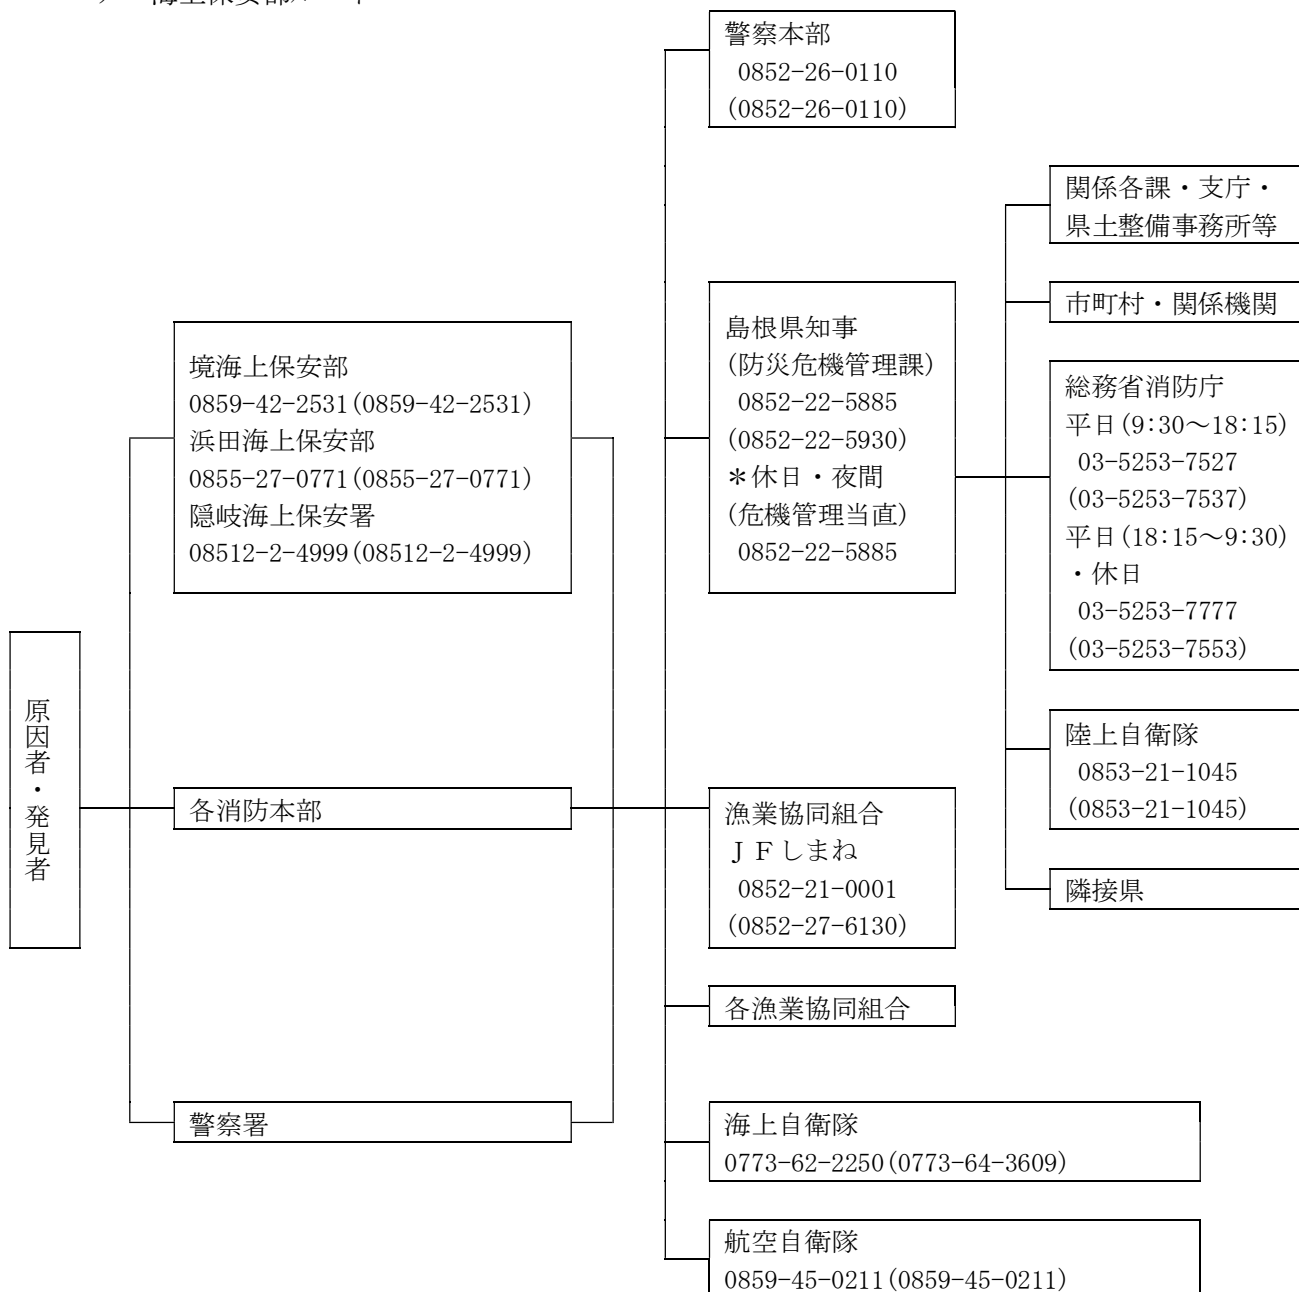 海上保安部ルート
警察本部
0852-26-0110
(0852-26-0110)
関係各課・支庁・
県土整備事務所等
市町村・関係機関
島根県知事
(防災危機管理課)
0852-22-5885
(0852-22-5930)
＊休日・夜間
(危機管理当直)
0852-22-5885
境海上保安部
0859-42-2531(0859-42-2531)
浜田海上保安部
0855-27-0771(0855-27-0771)
隠岐海上保安署
08512-2-4999(08512-2-4999)
総務省消防庁
平日(9:30～18:15)
03-5253-7527
(03-5253-7537)
平日(18:15～9:30)
・休日
03-5253-7777
(03-5253-7553)
原因者・発見者
各消防本部
陸上自衛隊
0853-21-1045
(0853-21-1045)
漁業協同組合
ＪＦしまね
0852-21-0001
(0852-27-6130)
隣接県
各漁業協同組合
警察署
海上自衛隊
0773-62-2250(0773-64-3609)
航空自衛隊
0859-45-0211(0859-45-0211)